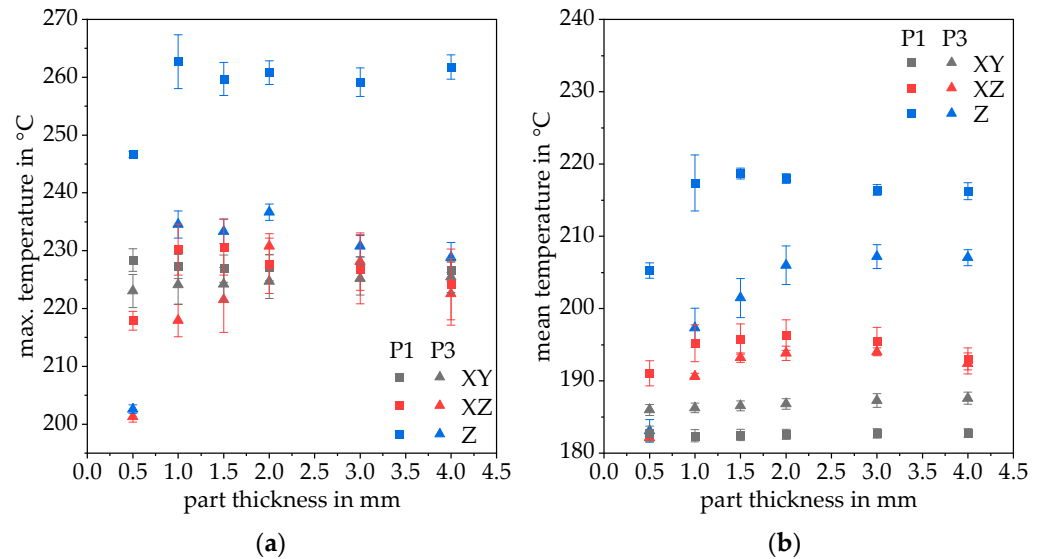 270
260
250
240
230
220
210
200
max. temperature in °C
P1 P3
XY
XZ
Z
0.0 0.5 1.0 1.5 2.0 2.5 3.0 3.5 4.0 4.5
part thickness in mm
(a)
240
230
220
210
200
190
180
mean temperature in °C
P1 P3
XY
XZ
Z
0.0 0.5 1.0 1.5 2.0 2.5 3.0 3.5 4.0 4.5
part thickness in mm
(b)